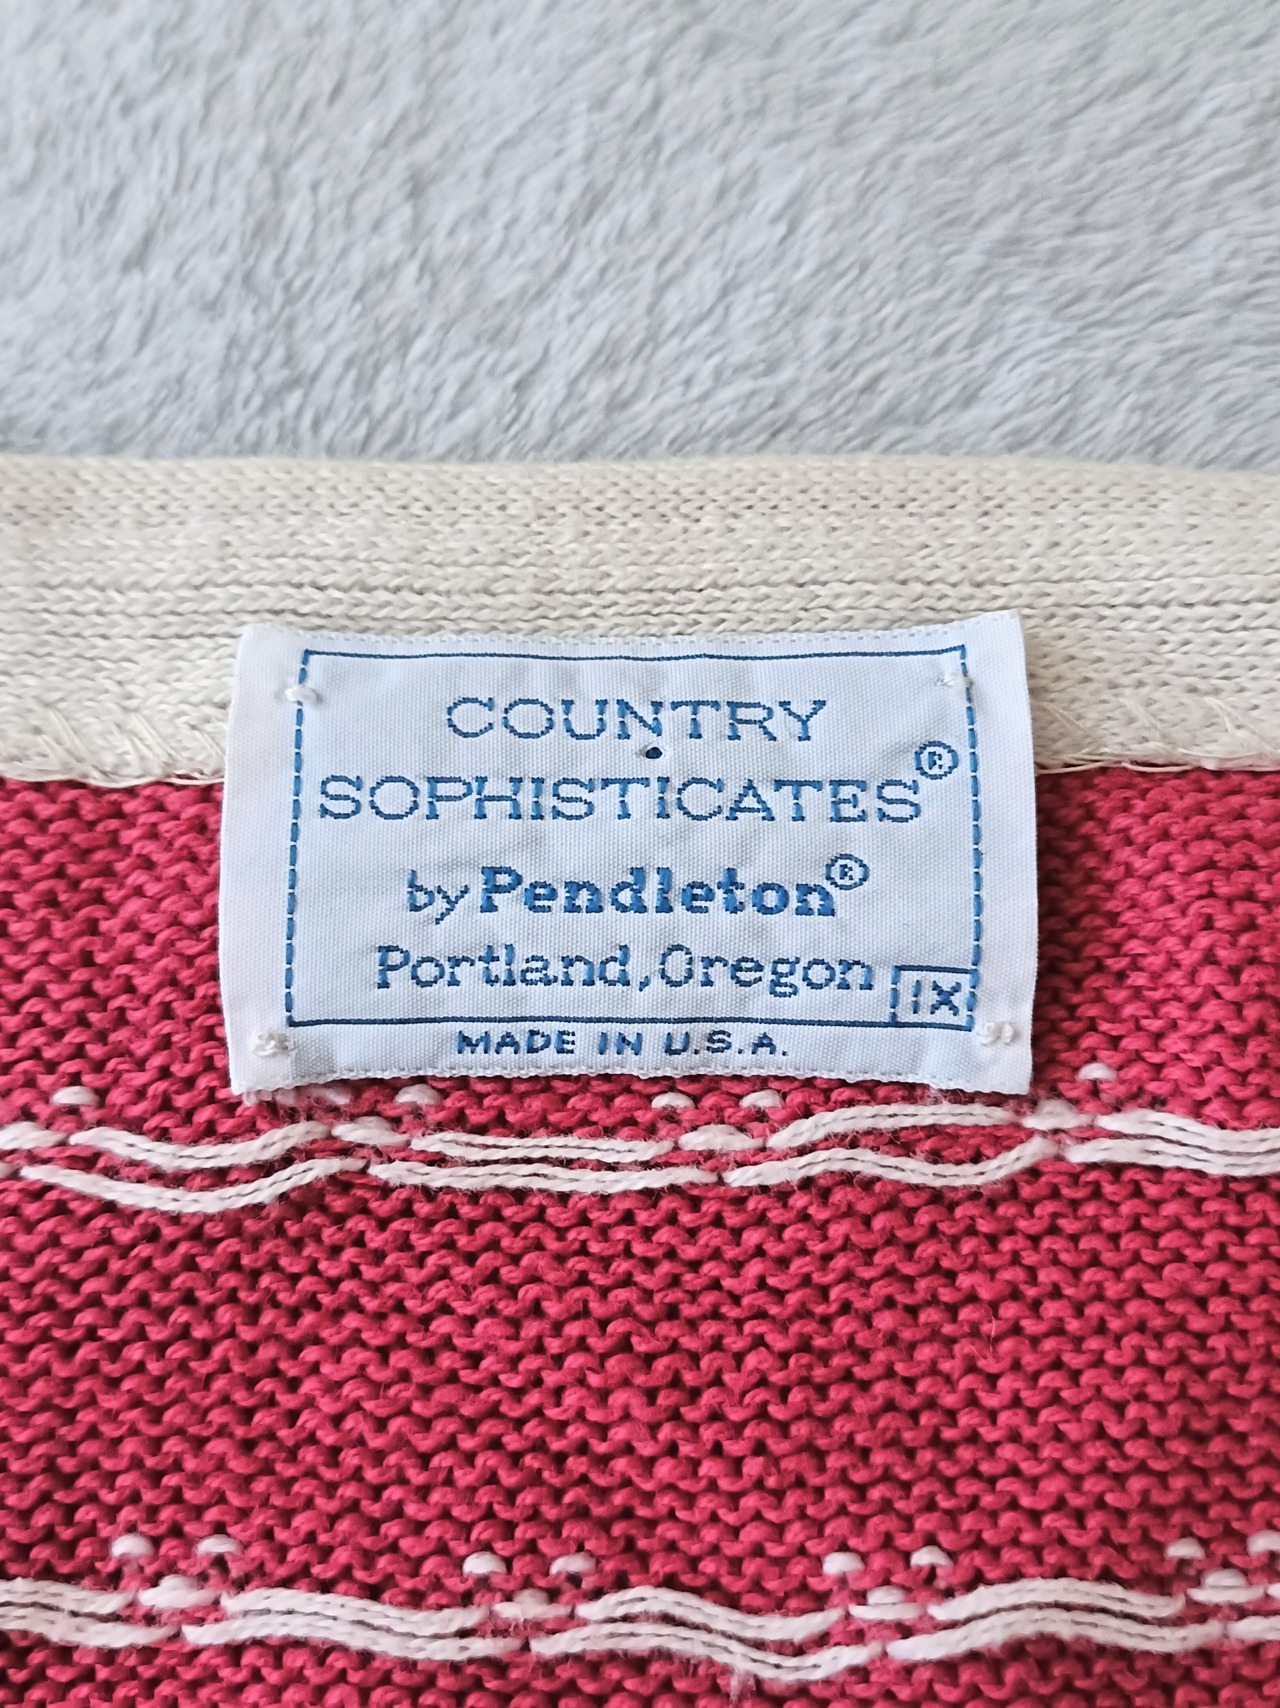 COUNTRY
SOPHISTICATES®
by Pendleton®
Portland, Oregon
1X
MADE IN U.S.A.